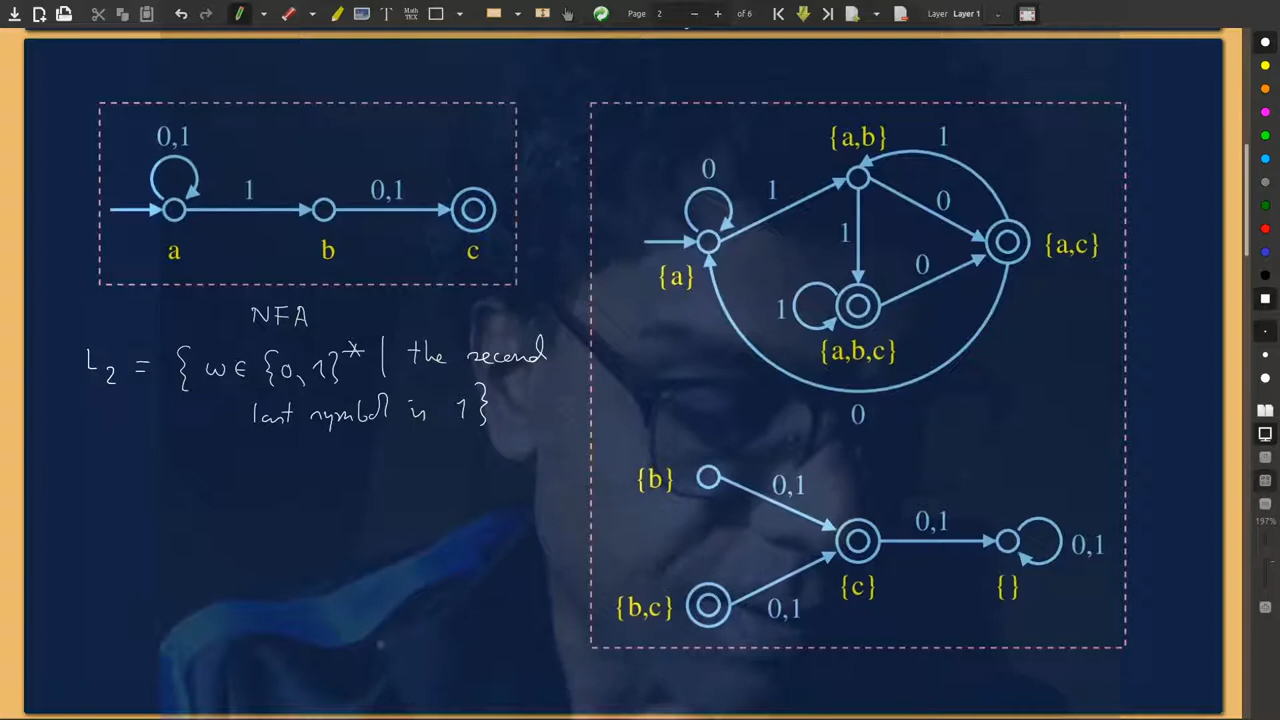 Page 2 of 6 Layer Layer 1
0,1
1
0,1
a
b
c
NFA
L2 = { w ∈ {0, 1}* | the second
last symbol is 1}
{a,b}
1
0
1
0
1
0
{a,c}
{a}
1
{a,b,c}
0
{b}
0,1
0,1
0,1
{c}
{}
{b,c}
0,1
197%